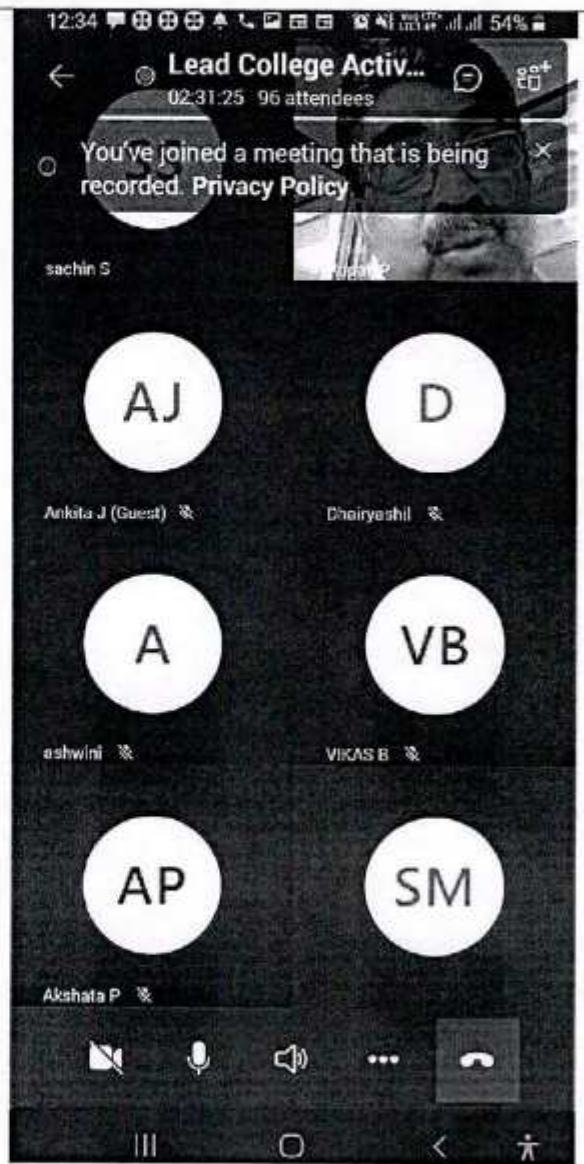 12:34 54%
Lead College Activ...
02:31:25 96 attendees
You've joined a meeting that is being
recorded. Privacy Policy
sachin S
AJ D
Ankita J (Guest) Dhairyashil
A VB
ashwini VIKAS B
AP SM
Akshata P